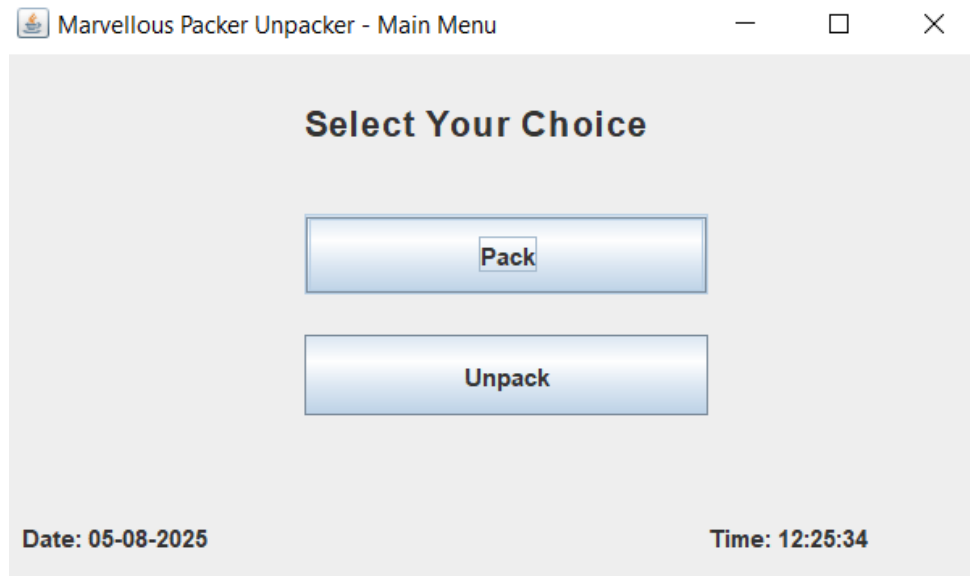 Marvellous Packer Unpacker - Main Menu
Select Your Choice
Pack
Unpack
Date: 05-08-2025
Time: 12:25:34